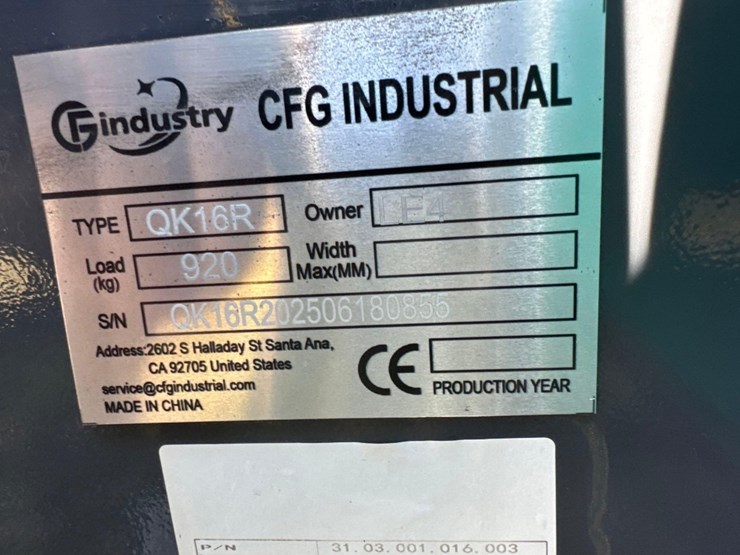 CFindustry CFG INDUSTRIAL
TYPE QK16R Owner
Load (kg) 920 Width Max(MM)
S/N QK16R202506180855
Address:2602 S Halladay St Santa Ana,
CA 92705 United States
service@cfgindustrial.com
MADE IN CHINA
CE
PRODUCTION YEAR
P/N 31.03.001.016.003